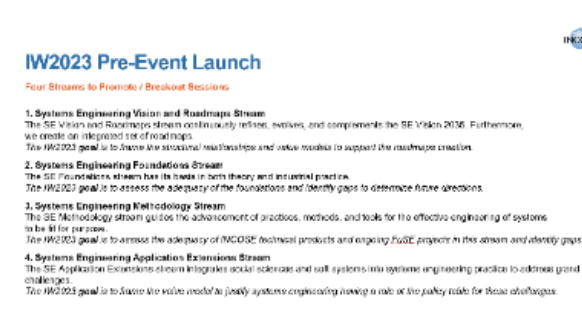 INCO
IW2023 Pre-Event Launch
Four Streams to Promote / Breakout Sessions
1. Systems Engineering Vision and Roadmaps Stream
The SE Vision and Roadmaps stream continuously refines, evolves, and complements the SE Vision 2035. Furthermore,
we create an integrated set of roadmaps.
The IW2023 goal is to frame the structural relationships and value models to support the roadmaps creation.
2. Systems Engineering Foundations Stream
The SE Foundations stream has its basis in both theory and industrial practice.
The IW2023 goal is to assess the adequacy of the foundations and identify gaps to determine future directions.
3. Systems Engineering Methodology Stream
The SE Methodology stream guides the advancement of practices, methods, and tools for the effective engineering of systems
to be fit for purpose.
The IW2023 goal is to assess the adequacy of INCOSE technical products and ongoing FuSE projects in this stream and identify gaps
4. Systems Engineering Application Extensions Stream
The SE Application Extensions stream integrates social sciences and soft systems into systems engineering practice to address grand
challenges.
The IW2023 goal is to frame the value model to justify systems engineering having a role at the policy table for these challenges.